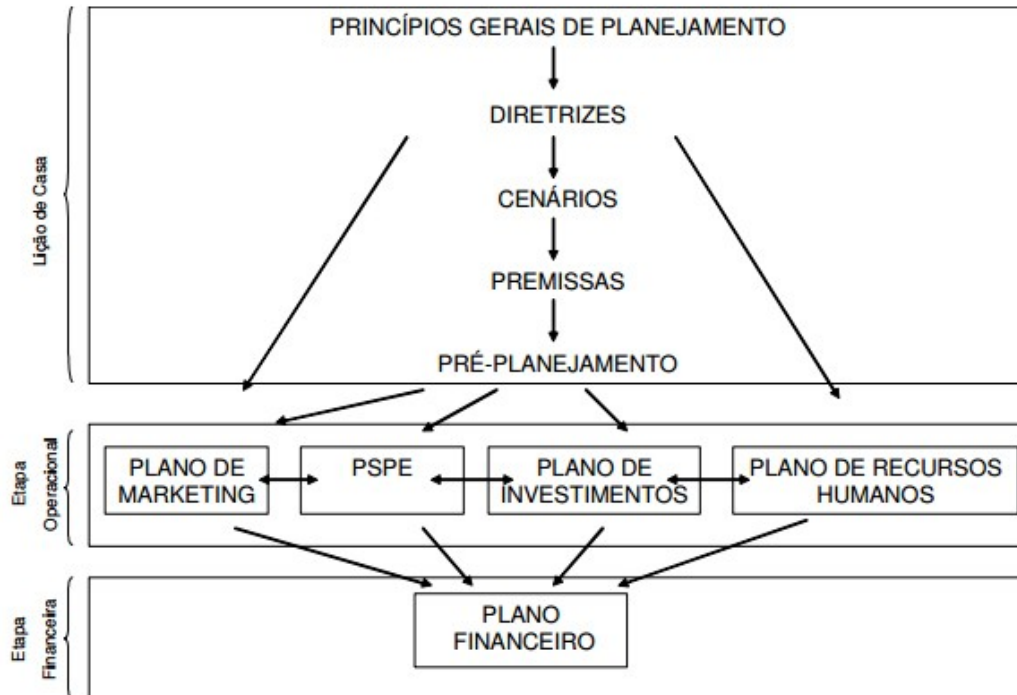 PRINCÍPIOS GERAIS DE PLANEJAMENTO
DIRETRIZES
CENÁRIOS
PREMISSAS
PRÉ-PLANEJAMENTO
Lição de Casa
PLANO DE
MARKETING
PSPE
PLANO DE
INVESTIMENTOS
PLANO DE RECURSOS
HUMANOS
Etapa
Operacional
PLANO
FINANCEIRO
Etapa
Financeira